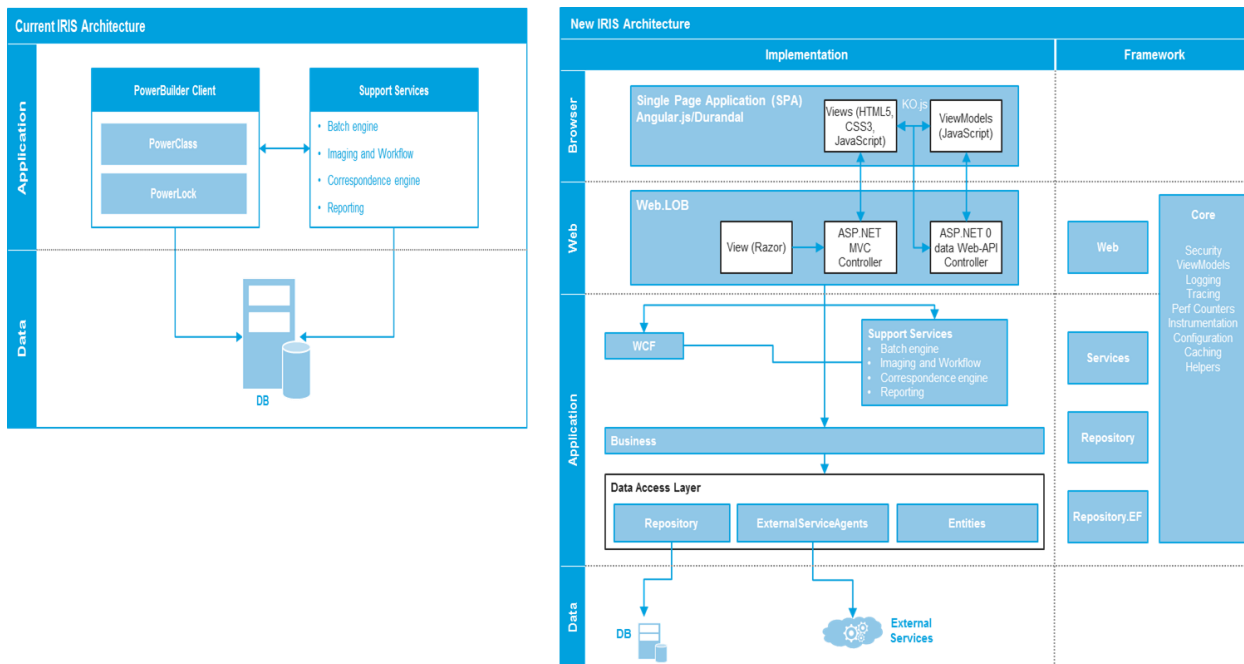 Current IRIS Architecture
Application
PowerBuilder Client
PowerClass
PowerLock
Support Services
• Batch engine
• Imaging and Workflow
• Correspondence engine
• Reporting
Data
DB
New IRIS Architecture
Implementation
Framework
Browser
Single Page Application (SPA)
Angular.js/Durandal
Views (HTML5,
CSS3,
JavaScript)
KO.js
ViewModels
(JavaScript)
Web
Web.LOB
View (Razor)
ASP.NET
MVC
Controller
ASP.NET 0
data Web-API
Controller
Web
Core
Security
ViewModels
Logging
Tracing
Perf Counters
Instrumentation
Configuration
Caching
Helpers
Application
WCF
Support Services
• Batch engine
• Imaging and Workflow
• Correspondence engine
• Reporting
Services
Business
Repository
Data Access Layer
Repository
ExternalServiceAgents
Entities
Repository.EF
Data
DB
External
Services